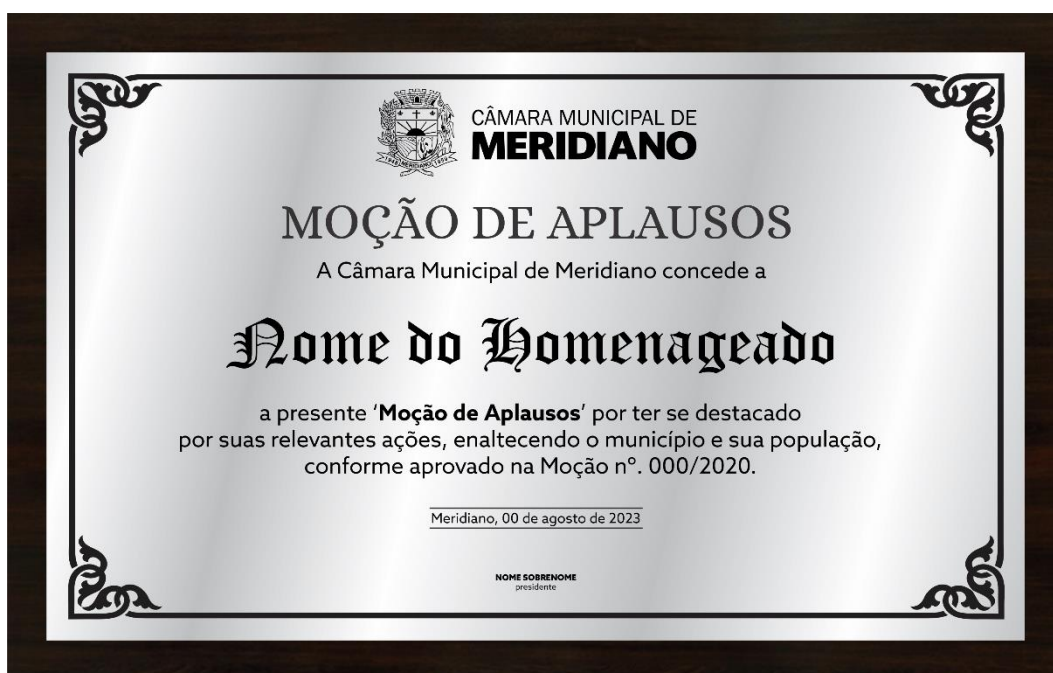 CÂMARA MUNICIPAL DE
MERIDIANO
MOÇÃO DE APLAUSOS
A Câmara Municipal de Meridiano concede a
Nome do Homenageado
a presente ‘Moção de Aplausos’ por ter se destacado
por suas relevantes ações, enaltecendo o município e sua população,
conforme aprovado na Moção nº. 000/2020.
Meridiano, 00 de agosto de 2023
NOME SOBRENOME
presidente